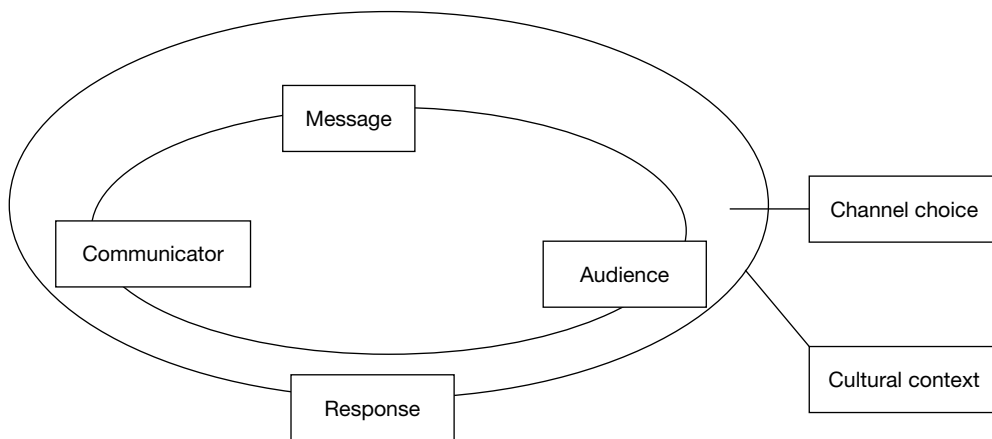 Message
Channel choice
Communicator
Audience
Cultural context
Response